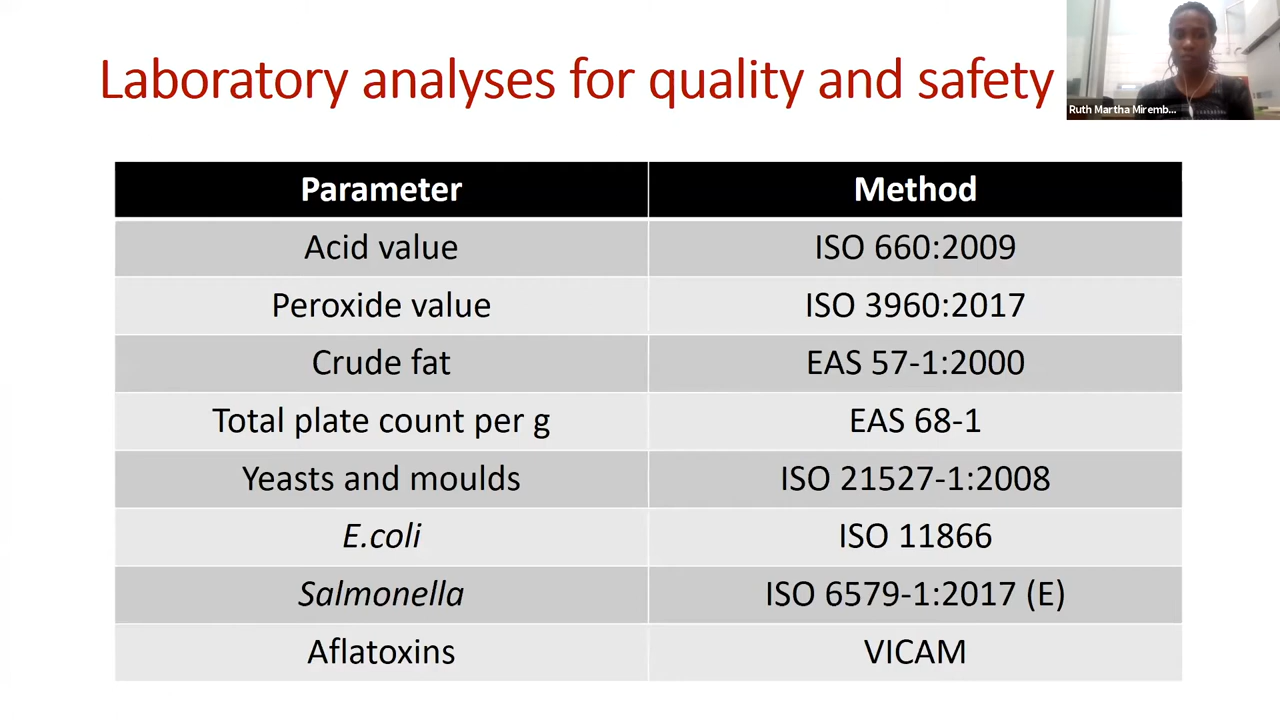 Laboratory analyses for quality and safety
Ruth Martha Miremb...
Parameter Method
Acid value ISO 660:2009
Peroxide value ISO 3960:2017
Crude fat EAS 57-1:2000
Total plate count per g EAS 68-1
Yeasts and moulds ISO 21527-1:2008
E.coli ISO 11866
Salmonella ISO 6579-1:2017 (E)
Aflatoxins VICAM